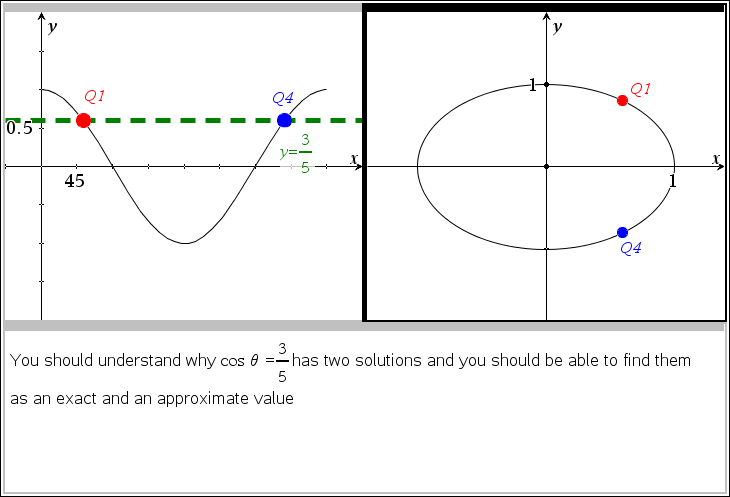 y
Q1
Q4
0.5
y=3/5
x
45
y
1
Q1
x
1
Q4
You should understand why cos θ =3/5 has two solutions and you should be able to find them
as an exact and an approximate value